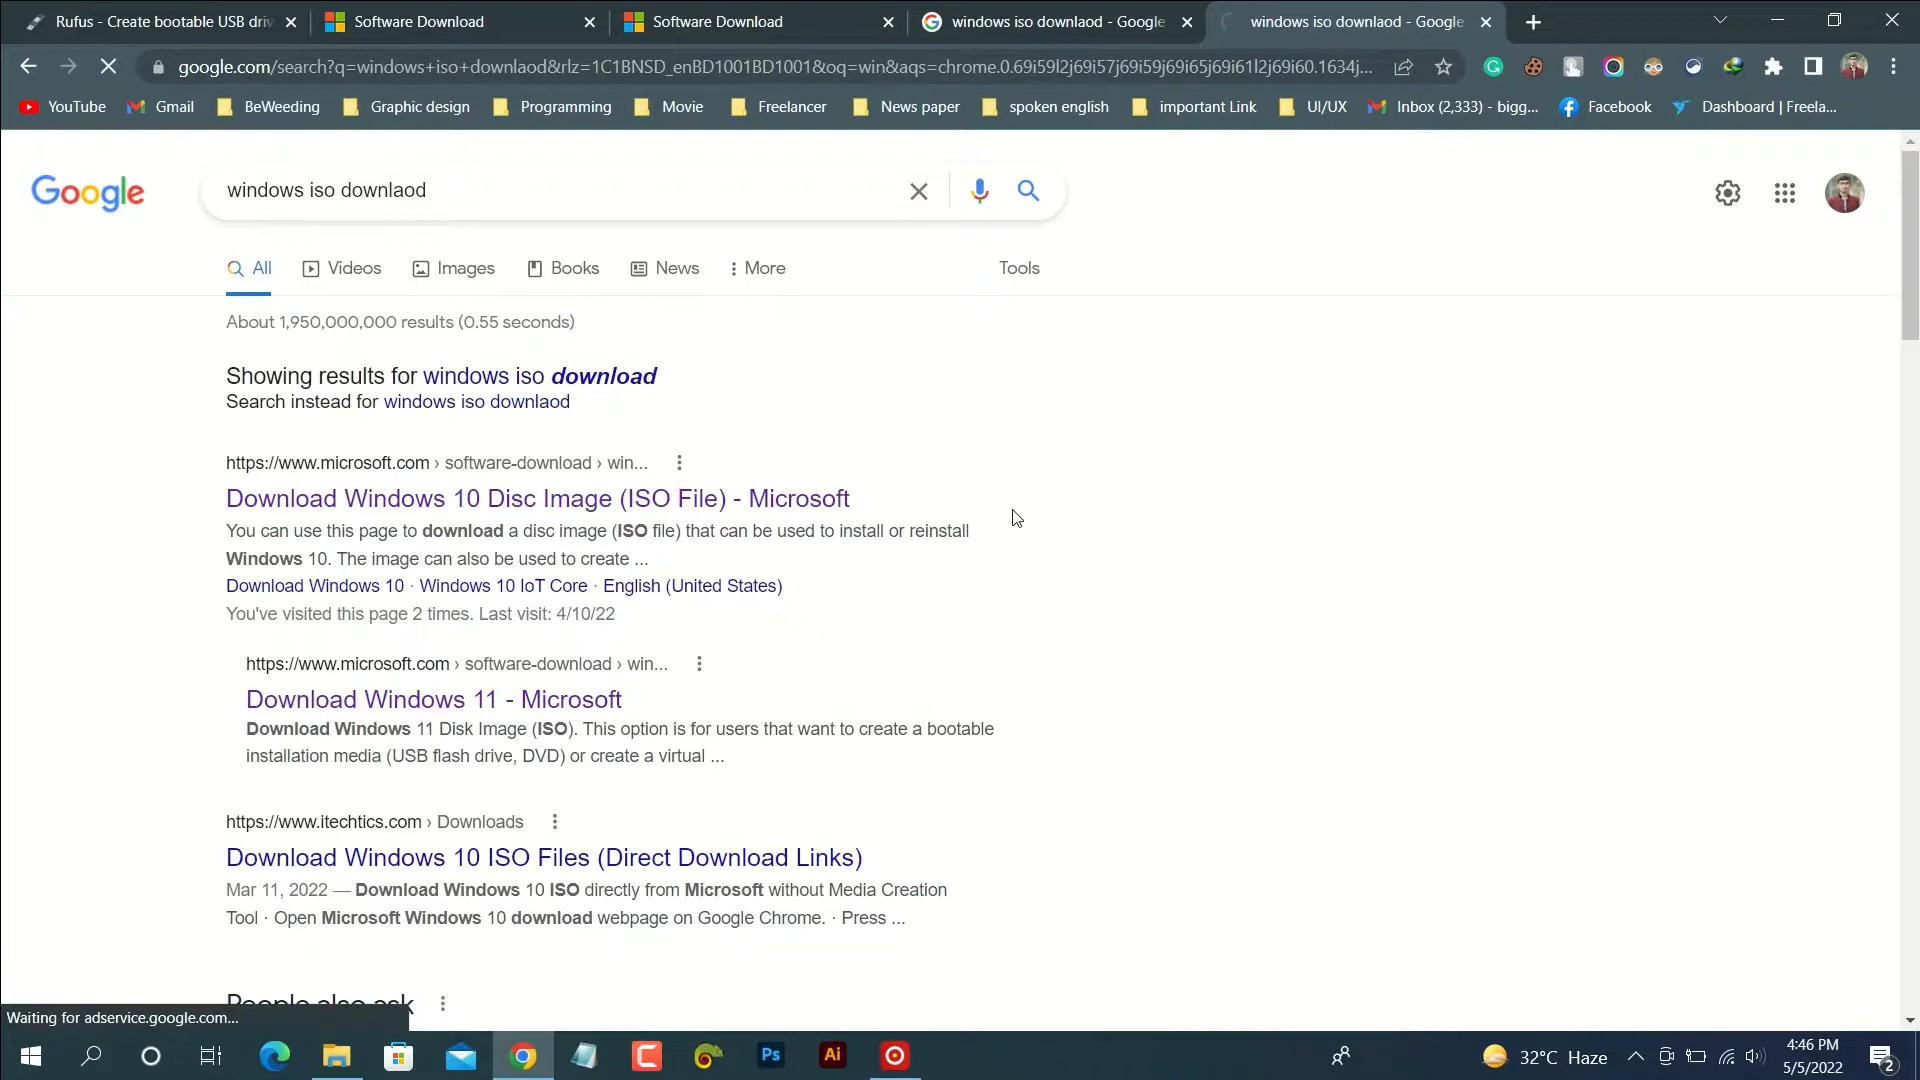 Rufus - Create bootable USB driv
Software Download
Software Download
windows iso downlaod - Google
windows iso downlaod - Google
google.com/search?q=windows+iso+downlaod&rlz=1C1BNSD_enBD1001BD1001&oq=win&aqs=chrome.0.69i59l2j69i57j69i59j69i65j69i61l2j69i60.1634j...
YouTube
Gmail
BeWeeding
Graphic design
Programming
Movie
Freelancer
News paper
spoken english
important Link
UI/UX
Inbox (2,333) - bigg...
Facebook
Dashboard | Freela...
Google
windows iso downlaod
All
Videos
Images
Books
News
More
Tools
About 1,950,000,000 results (0.55 seconds)
Showing results for windows iso download
Search instead for windows iso downlaod
https://www.microsoft.com › software-download › win...
Download Windows 10 Disc Image (ISO File) - Microsoft
You can use this page to download a disc image (ISO file) that can be used to install or reinstall
Windows 10. The image can also be used to create ...
Download Windows 10 · Windows 10 IoT Core · English (United States)
You've visited this page 2 times. Last visit: 4/10/22
https://www.microsoft.com › software-download › win...
Download Windows 11 - Microsoft
Download Windows 11 Disk Image (ISO). This option is for users that want to create a bootable
installation media (USB flash drive, DVD) or create a virtual ...
https://www.itechtics.com › Downloads
Download Windows 10 ISO Files (Direct Download Links)
Mar 11, 2022 — Download Windows 10 ISO directly from Microsoft without Media Creation
Tool · Open Microsoft Windows 10 download webpage on Google Chrome. · Press ...
People also ask
Waiting for adservice.google.com...
Ps
Ai
32°C Haze
4:46 PM
5/5/2022
2